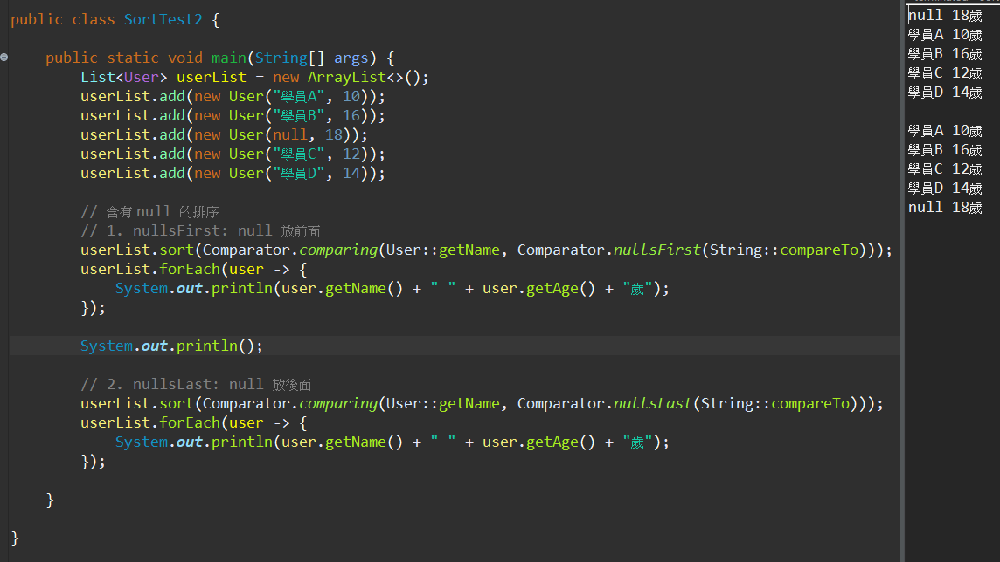 public class SortTest2 {
public static void main(String[] args) {
List<User> userList = new ArrayList<>();
userList.add(new User("學員A", 10));
userList.add(new User("學員B", 16));
userList.add(new User(null, 18));
userList.add(new User("學員C", 12));
userList.add(new User("學員D", 14));
// 含有 null 的排序
// 1. nullsFirst: null 放前面
userList.sort(Comparator.comparing(User::getName, Comparator.nullsFirst(String::compareTo)));
userList.forEach(user -> {
System.out.println(user.getName() + " " + user.getAge() + "歲");
});
System.out.println();
// 2. nullsLast: null 放後面
userList.sort(Comparator.comparing(User::getName, Comparator.nullsLast(String::compareTo)));
userList.forEach(user -> {
System.out.println(user.getName() + " " + user.getAge() + "歲");
});
}
}
null 18歲
學員A 10歲
學員B 16歲
學員C 12歲
學員D 14歲
學員A 10歲
學員B 16歲
學員C 12歲
學員D 14歲
null 18歲